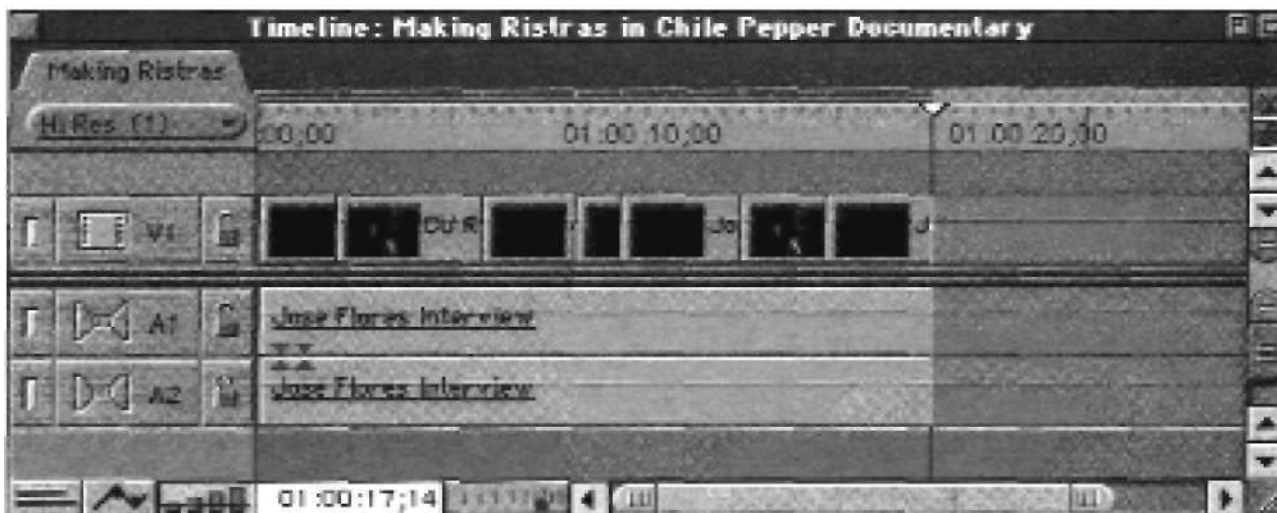 Timeline: Making Ristras in Chile Pepper Documentary
Making Ristras
Hi Res (1)
:00;00 01:00:10;00 01:00:20;00
V1 CU R Jo J
A1 Jose Flores Interview
A2 Jose Flores Interview
01:00:17;14